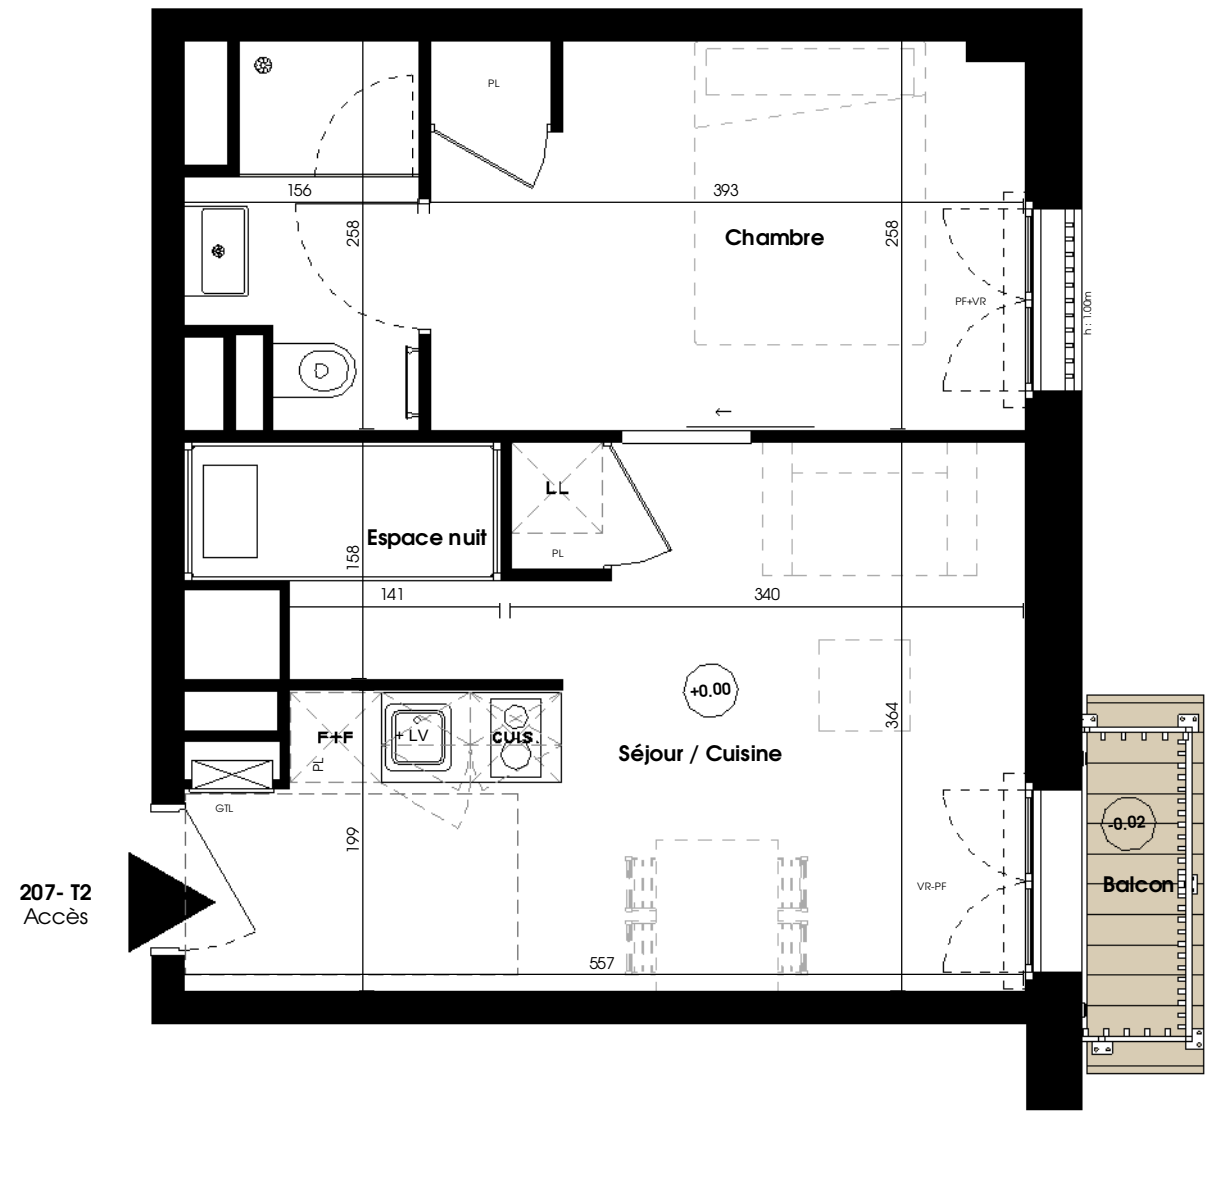 PL
156
393
258
Chambre
258
PF+VR
h : 1.00m
←
LL
Espace nuit
158
PL
141
340
+0.00
364
F+F
+ LV
CUIS.
PL
Séjour / Cuisine
GTL
199
-0.02
VR-PF
Balcon
207- T2
Accès
557